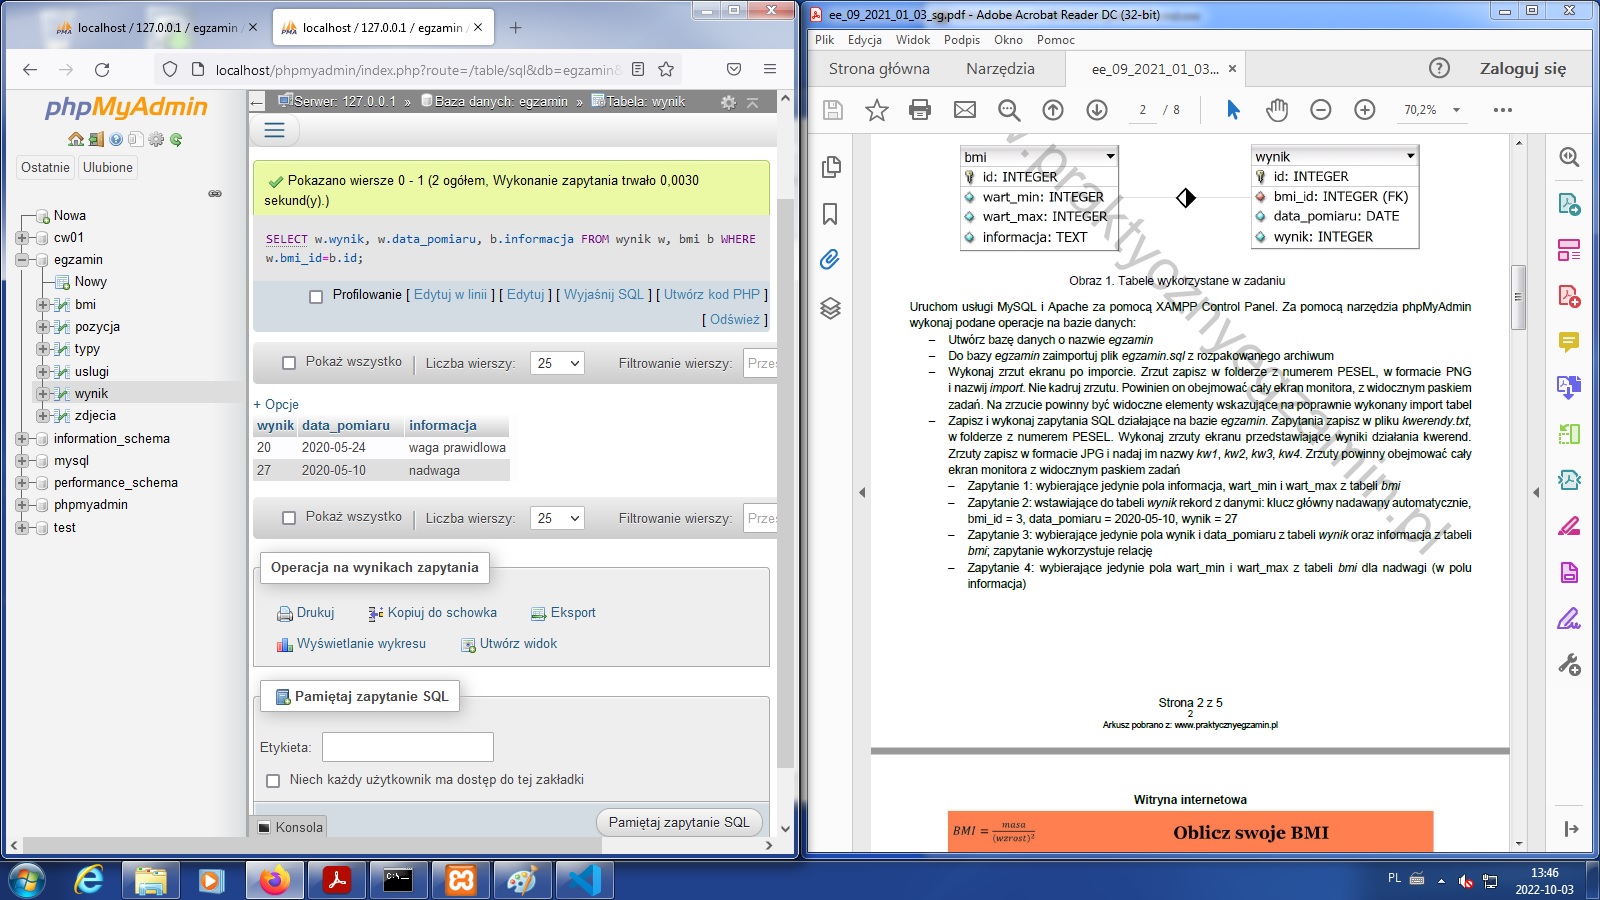 localhost / 127.0.0.1 / egzamin
localhost / 127.0.0.1 / egzamin
localhost/phpmyadmin/index.php?route=/table/sql&db=egzamin&
phpMyAdmin
Ostatnie
Ulubione
Nowa
cw01
egzamin
Nowy
bmi
pozycja
typy
uslugi
wynik
zdjecia
information_schema
mysql
performance_schema
phpmyadmin
test
Serwer: 127.0.0.1 » Baza danych: egzamin » Tabela: wynik
Pokazano wiersze 0 - 1 (2 ogółem, Wykonanie zapytania trwało 0,0030
sekund(y).)
SELECT w.wynik, w.data_pomiaru, b.informacja FROM wynik w, bmi b WHERE
w.bmi_id=b.id;
Profilowanie [ Edytuj w linii ] [ Edytuj ] [ Wyjaśnij SQL ] [ Utwórz kod PHP ]
[ Odśwież ]
Pokaż wszystko
Liczba wierszy:
25
Filtrowanie wierszy:
+ Opcje
wynik data_pomiaru informacja
20 2020-05-24 waga prawidlowa
27 2020-05-10 nadwaga
Pokaż wszystko
Liczba wierszy:
25
Filtrowanie wierszy:
Operacja na wynikach zapytania
Drukuj
Kopiuj do schowka
Eksport
Wyświetlanie wykresu
Utwórz widok
Pamiętaj zapytanie SQL
Etykieta:
Niech każdy użytkownik ma dostęp do tej zakładki
Konsola
Pamiętaj zapytanie SQL
ee_09_2021_01_03_sg.pdf - Adobe Acrobat Reader DC (32-bit)
Plik Edycja Widok Podpis Okno Pomoc
Strona główna
Narzędzia
ee_09_2021_01_03...
Zaloguj się
2 / 8
70,2%
bmi
id: INTEGER
wart_min: INTEGER
wart_max: INTEGER
informacja: TEXT
wynik
id: INTEGER
bmi_id: INTEGER (FK)
data_pomiaru: DATE
wynik: INTEGER
Obraz 1. Tabele wykorzystane w zadaniu
Uruchom usługi MySQL i Apache za pomocą XAMPP Control Panel. Za pomocą narzędzia phpMyAdmin
wykonaj podane operacje na bazie danych:
– Utwórz bazę danych o nazwie egzamin
– Do bazy egzamin zaimportuj plik egzamin.sql z rozpakowanego archiwum
– Wykonaj zrzut ekranu po imporcie. Zrzut zapisz w folderze z numerem PESEL, w formacie PNG
i nazwij import. Nie kadruj zrzutu. Powinien on obejmować cały ekran monitora, z widocznym paskiem
zadań. Na zrzucie powinny być widoczne elementy wskazujące na poprawnie wykonany import tabel
– Zapisz i wykonaj zapytania SQL działające na bazie egzamin. Zapytania zapisz w pliku kwerendy.txt,
w folderze z numerem PESEL. Wykonaj zrzuty ekranu przedstawiające wyniki działania kwerend.
Zrzuty zapisz w formacie JPG i nadaj im nazwy kw1, kw2, kw3, kw4. Zrzuty powinny obejmować cały
ekran monitora z widocznym paskiem zadań
– Zapytanie 1: wybierające jedynie pola informacja, wart_min i wart_max z tabeli bmi
– Zapytanie 2: wstawiające do tabeli wynik rekord z danymi: klucz główny nadawany automatycznie,
bmi_id = 3, data_pomiaru = 2020-05-10, wynik = 27
– Zapytanie 3: wybierające jedynie pola wynik i data_pomiaru z tabeli wynik oraz informacja z tabeli
bmi; zapytanie wykorzystuje relację
– Zapytanie 4: wybierające jedynie pola wart_min i wart_max z tabeli bmi dla nadwagi (w polu
informacja)
Strona 2 z 5
2
Arkusz pobrano z: www.praktycznyegzamin.pl
Witryna internetowa
BMI = masa / (wzrost)²
Oblicz swoje BMI
PL
13:46
2022-10-03